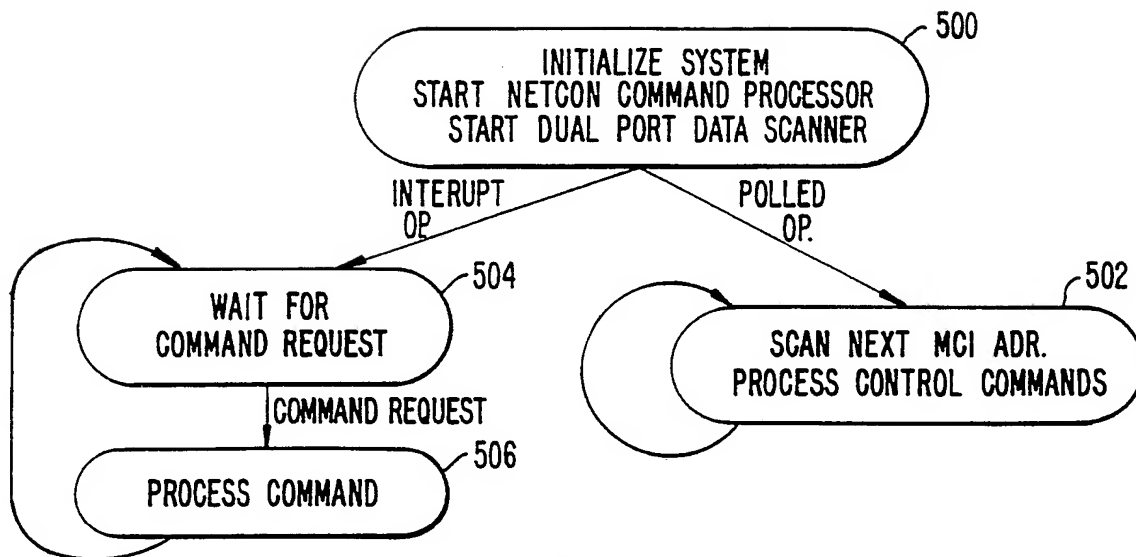 500
INITIALIZE SYSTEM
START NETCON COMMAND PROCESSOR
START DUAL PORT DATA SCANNER
INTERUPT
OP.
POLLED
OP.
504
WAIT FOR
COMMAND REQUEST
502
SCAN NEXT MCI ADR.
PROCESS CONTROL COMMANDS
COMMAND REQUEST
506
PROCESS COMMAND